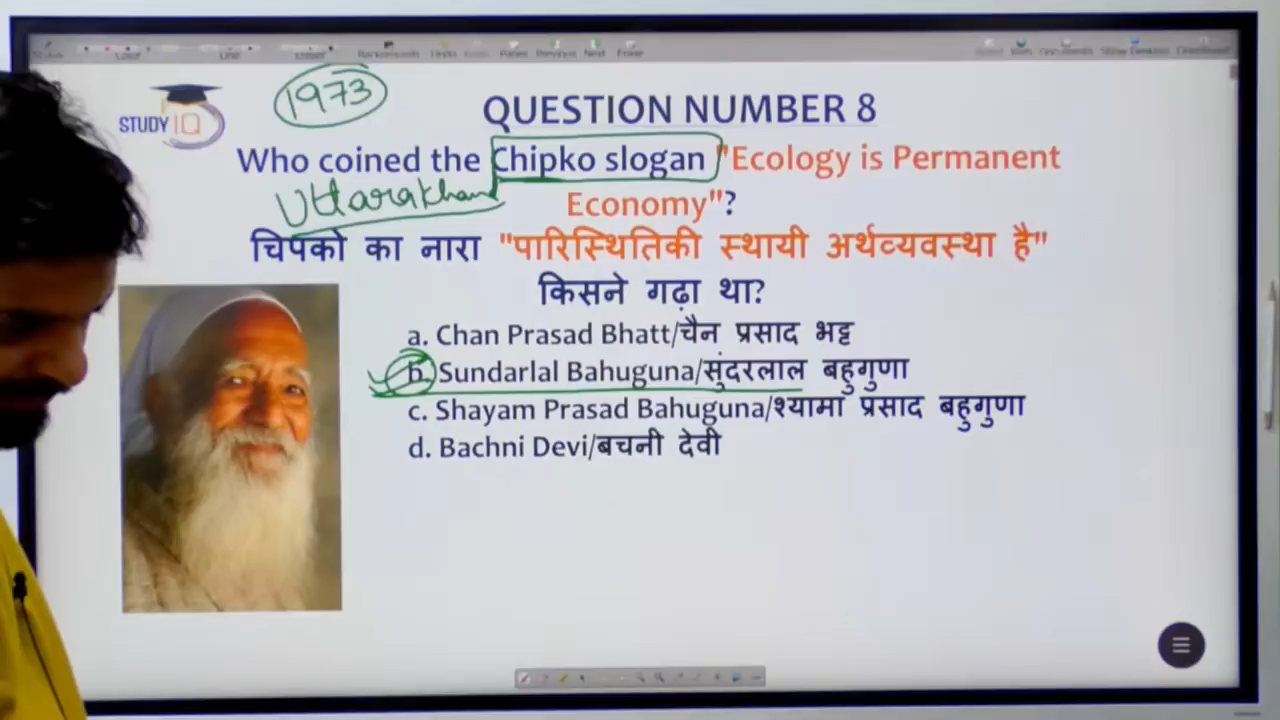 1973
STUDY IQ
QUESTION NUMBER 8
Who coined the Chipko slogan "Ecology is Permanent
Uttarakhand
Economy"?
चिपको का नारा "पारिस्थितिकी स्थायी अर्थव्यवस्था है"
किसने गढ़ा था?
a. Chan Prasad Bhatt/चैन प्रसाद भट्ट
b. Sundarlal Bahuguna/सुंदरलाल बहुगुणा
c. Shayam Prasad Bahuguna/श्यामा प्रसाद बहुगुणा
d. Bachni Devi/बचनी देवी